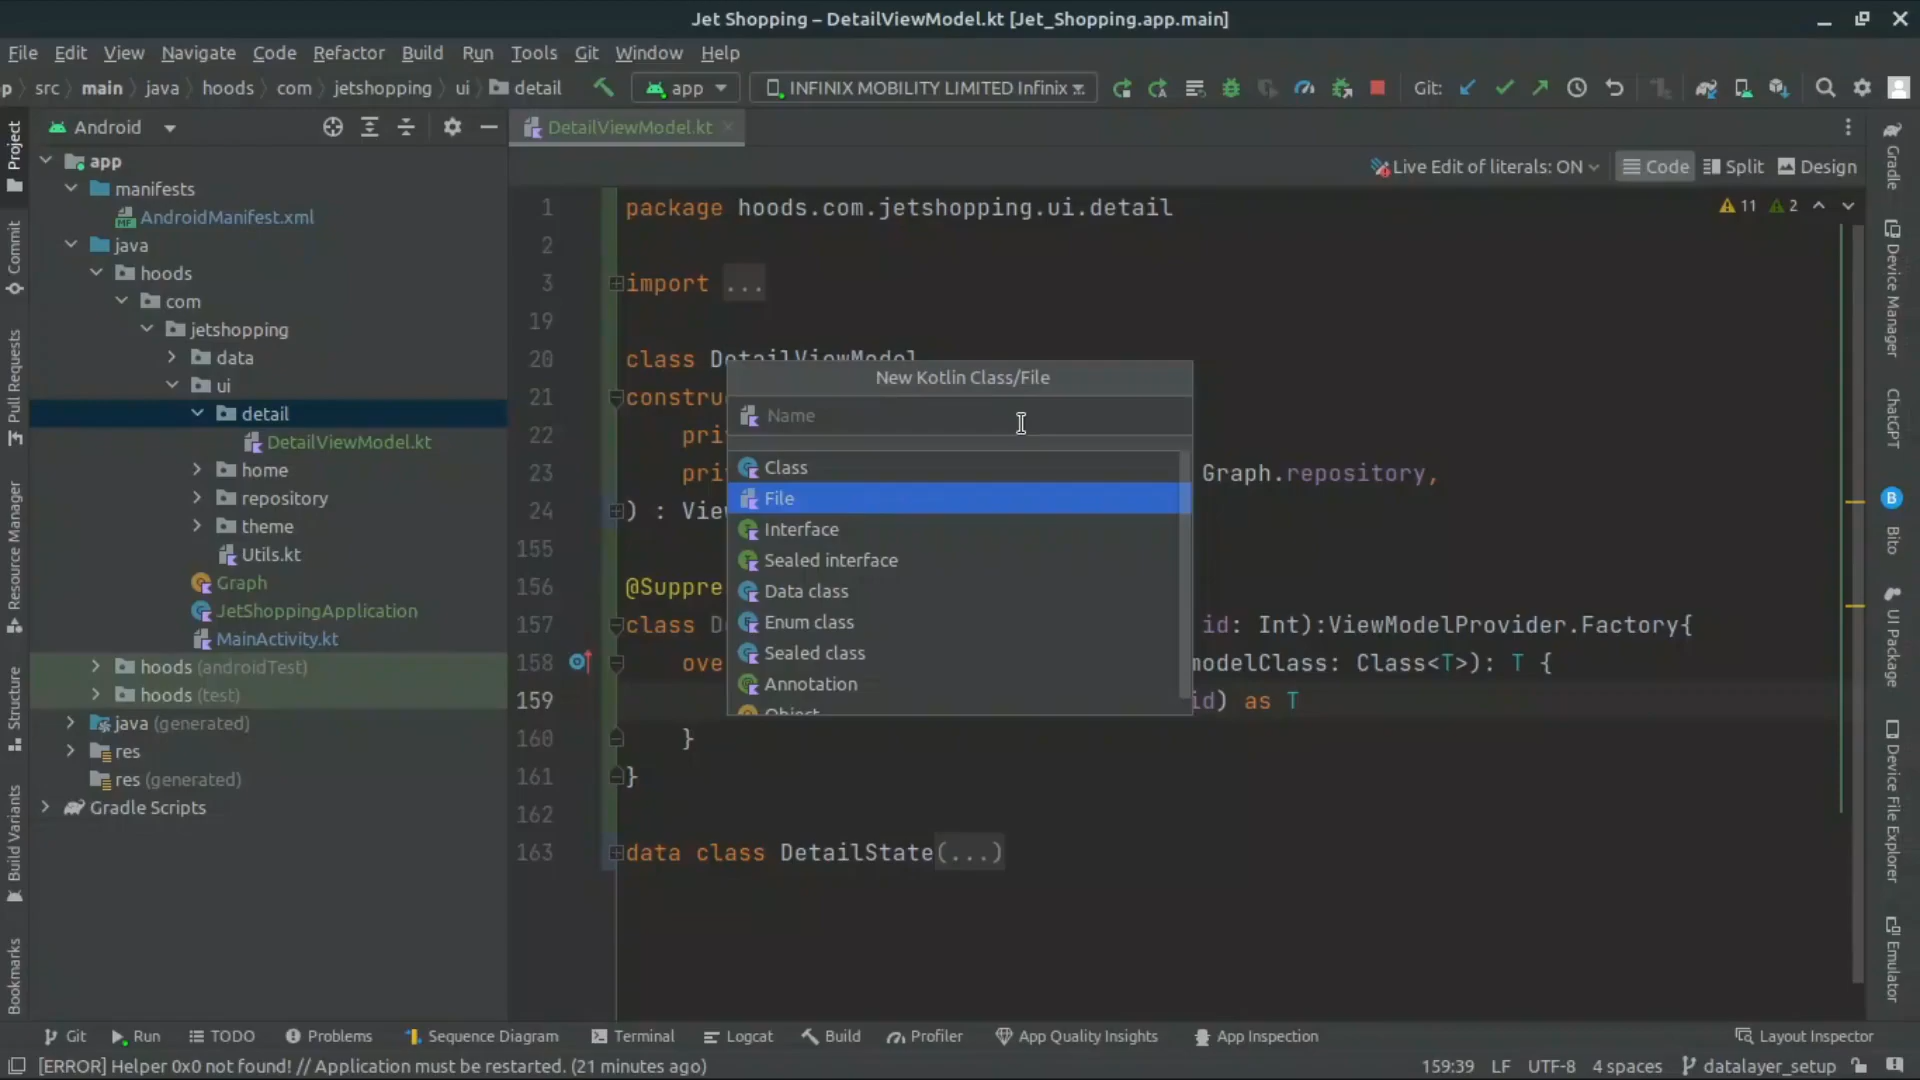 Jet Shopping – DetailViewModel.kt [Jet_Shopping.app.main]
File Edit View Navigate Code Refactor Build Run Tools Git Window Help
p src main java hoods com jetshopping ui detail app INFINIX MOBILITY LIMITED Infinix Git:
Android
DetailViewModel.kt
Live Edit of literals: ON Code Split Design
Project
Commit
Pull Requests
Resource Manager
Structure
Build Variants
Bookmarks
app
manifests
AndroidManifest.xml
java
hoods
com
jetshopping
data
ui
detail
DetailViewModel.kt
home
repository
theme
Utils.kt
Graph
JetShoppingApplication
MainActivity.kt
hoods (androidTest)
hoods (test)
java (generated)
res
res (generated)
Gradle Scripts
1 package hoods.com.jetshopping.ui.detail
11 2
2
3 import ...
19
20 class DetailViewModel
21 constru
22 pri
23 pri Graph.repository,
24 ) : Vie
155
156 @Suppre
157 class D id: Int):ViewModelProvider.Factory{
158 ove modelClass: Class<T>): T {
159 id) as T
160 }
161 }
162
163 data class DetailState(...)
New Kotlin Class/File
Name
Class
File
Interface
Sealed interface
Data class
Enum class
Sealed class
Annotation
Object
Gradle
Device Manager
ChatGPT
B
Bito
UI Package
Device File Explorer
Emulator
Git Run TODO Problems Sequence Diagram Terminal Logcat Build Profiler App Quality Insights App Inspection Layout Inspector
[ERROR] Helper 0x0 not found! // Application must be restarted. (21 minutes ago) 159:39 LF UTF-8 4 spaces datalayer_setup